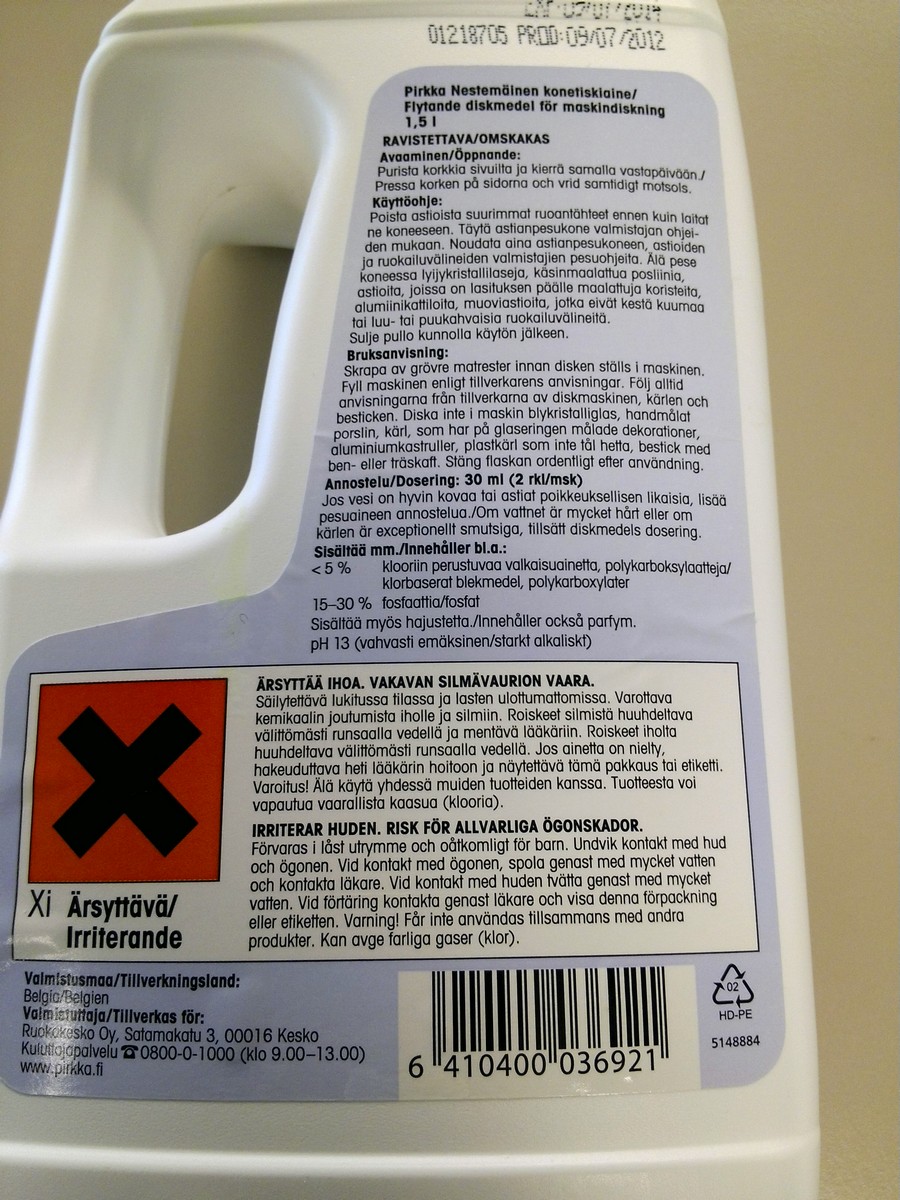 EXP:09/07/2014
01218705 PROD:09/07/2012
Pirkka Nestemäinen konetiskiaine/
Flytande diskmedel för maskindiskning
1,5 l
RAVISTETTAVA/OMSKAKAS
Avaaminen/Öppnande:
Purista korkkia sivuilta ja kierrä samalla vastapäivään./
Pressa korken på sidorna och vrid samtidigt motsols.
Käyttöohje:
Poista astioista suurimmat ruoantähteet ennen kuin laitat
ne koneeseen. Täytä astianpesukone valmistajan ohjei-
den mukaan. Noudata aina astianpesukoneen, astioiden
ja ruokailuvälineiden valmistajien pesuohjeita. Älä pese
koneessa lyijykristallilaseja, käsinmaalattua posliinia,
astioita, joissa on lasituksen päälle maalattuja koristeita,
alumiinikattiloita, muoviastioita, jotka eivät kestä kuumaa
tai luu- tai puukahvaisia ruokailuvälineitä.
Sulje pullo kunnolla käytön jälkeen.
Bruksanvisning:
Skrapa av grövre matrester innan disken ställs i maskinen.
Fyll maskinen enligt tillverkarens anvisningar. Följ alltid
anvisningarna från tillverkarna av diskmaskinen, kärlen och
besticken. Diska inte i maskin blykristallglas, handmålat
porslin, kärl, som har på glaseringen målade dekorationer,
aluminiumkastruller, plastkärl som inte tål hetta, bestick med
ben- eller träskaft. Stäng flaskan ordentligt efter användning.
Annostelu/Dosering: 30 ml (2 rkl/msk)
Jos vesi on hyvin kovaa tai astiat poikkeuksellisen likaisia, lisää
pesuaineen annostelua./Om vattnet är mycket hårt eller om
kärlen är exceptionellt smutsiga, tillsätt diskmedels dosering.
Sisältää mm./Innehåller bl.a.:
< 5 % klooriin perustuvaa valkaisuainetta, polykarboksylaatteja/
klorbaserat blekmedel, polykarboxylater
15–30 % fosfaattia/fosfat
Sisältää myös hajustetta./Innehåller också parfym.
pH 13 (vahvasti emäksinen/starkt alkaliskt)
ÄRSYTTÄÄ IHOA. VAKAVAN SILMÄVAURION VAARA.
Säilytettävä lukitussa tilassa ja lasten ulottumattomissa. Varottava
kemikaalin joutumista iholle ja silmiin. Roiskeet silmistä huuhdeltava
välittömästi runsaalla vedellä ja mentävä lääkäriin. Roiskeet iholta
huuhdeltava välittömästi runsaalla vedellä. Jos ainetta on nielty,
hakeuduttava heti lääkärin hoitoon ja näytettävä tämä pakkaus tai etiketti.
Varoitus! Älä käytä yhdessä muiden tuotteiden kanssa. Tuotteesta voi
vapautua vaarallista kaasua (klooria).
IRRITERAR HUDEN. RISK FÖR ALLVARLIGA ÖGONSKADOR.
Förvaras i låst utrymme och oåtkomligt för barn. Undvik kontakt med hud
och ögonen. Vid kontakt med ögonen, spola genast med mycket vatten
och kontakta läkare. Vid kontakt med huden tvätta genast med mycket
vatten. Vid förtäring kontakta genast läkare och visa denna förpackning
eller etiketten. Varning! Får inte användas tillsammans med andra
produkter. Kan avge farliga gaser (klor).
Xi Ärsyttävä/
Irriterande
Valmistusmaa/Tillverkningsland:
Belgia/Belgien
Valmistuttaja/Tillverkas för:
Ruokakesko Oy, Satamakatu 3, 00016 Kesko
Kuluttajapalvelu ☎0800-0-1000 (klo 9.00–13.00)
www.pirkka.fi
6 410400 036921
02
HD-PE
5148884